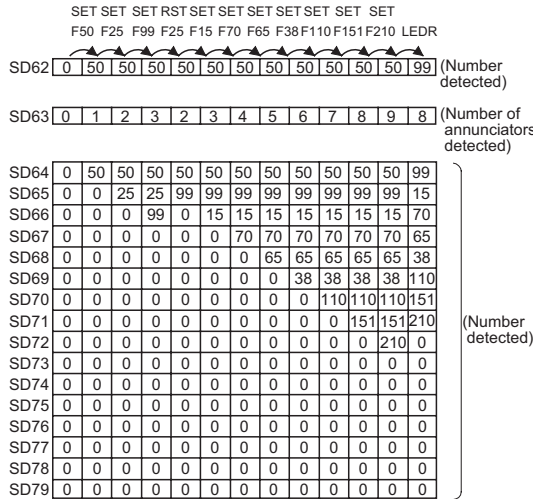 SET SET SET RST SET SET SET SET SET SET SET
F50 F25 F99 F25 F15 F70 F65 F38 F110 F151 F210 LEDR
SD62 0 50 50 50 50 50 50 50 50 50 50 50 99 (Number detected)
SD63 0 1 2 3 2 3 4 5 6 7 8 9 8 (Number of annunciators detected)
SD64 0 50 50 50 50 50 50 50 50 50 50 50 99
SD65 0 0 25 25 99 99 99 99 99 99 99 99 15
SD66 0 0 0 99 0 15 15 15 15 15 15 15 70
SD67 0 0 0 0 0 0 70 70 70 70 70 70 65
SD68 0 0 0 0 0 0 0 65 65 65 65 65 38
SD69 0 0 0 0 0 0 0 0 38 38 38 38 110
SD70 0 0 0 0 0 0 0 0 0 110 110 110 151
SD71 0 0 0 0 0 0 0 0 0 0 151 151 210
SD72 0 0 0 0 0 0 0 0 0 0 0 210 0
SD73 0 0 0 0 0 0 0 0 0 0 0 0 0
SD74 0 0 0 0 0 0 0 0 0 0 0 0 0
SD75 0 0 0 0 0 0 0 0 0 0 0 0 0
SD76 0 0 0 0 0 0 0 0 0 0 0 0 0
SD77 0 0 0 0 0 0 0 0 0 0 0 0 0
SD78 0 0 0 0 0 0 0 0 0 0 0 0 0
SD79 0 0 0 0 0 0 0 0 0 0 0 0 0
(Number detected)